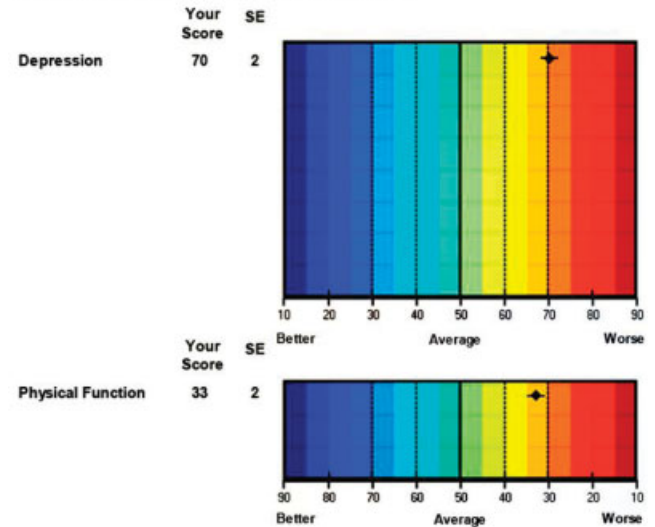 Your Score SE
Depression 70 2
10 20 30 40 50 60 70 80 90
Better Average Worse
Your Score SE
Physical Function 33 2
90 80 70 60 50 40 30 20 10
Better Average Worse